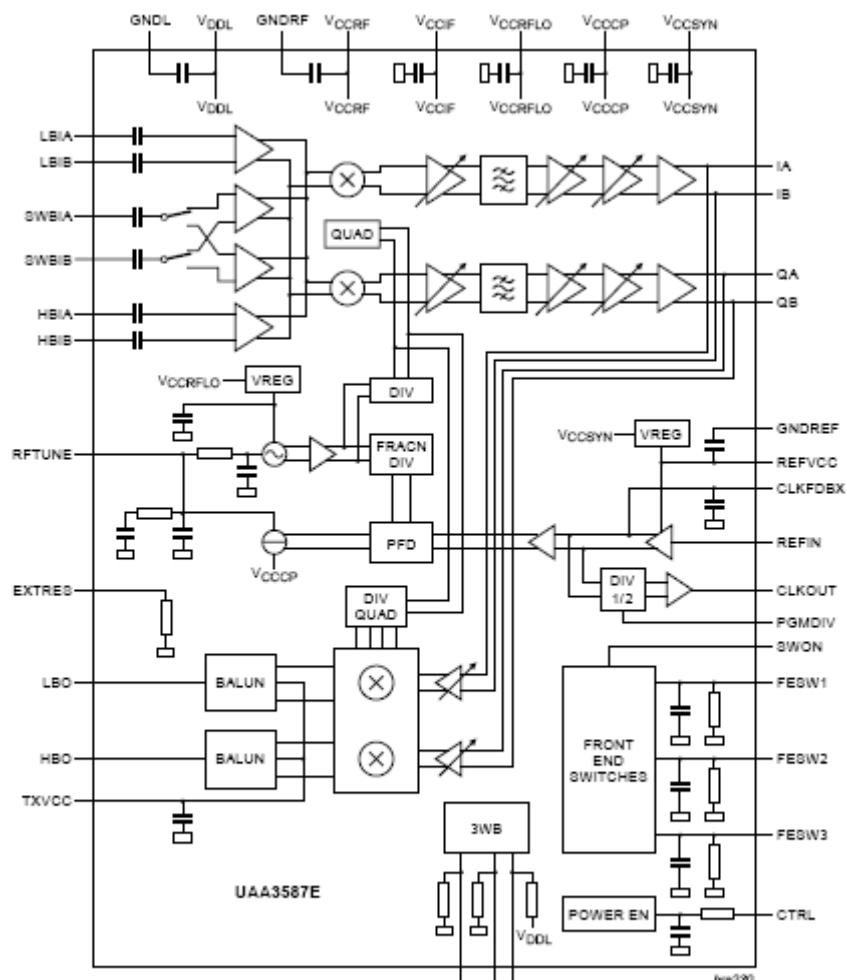 GNDL VDDL GNDRF VCCRF VCCIF VCCRFLO VCCCP VCCSYN
VDDL VCCRF VCCIF VCCRFLO VCCCP VCCSYN
LBIA
LBIB
IA
IB
SWBIA
QUAD
SWBIB
QA
QB
HBIA
HBIB
VCCRFLO VREG
DIV
VCCSYN VREG
GNDREF
RFTUNE
FRACN
DIV
REFVCC
CLKFDBX
PFD
REFIN
VCCCP
EXTRES
DIV
QUAD
DIV
1/2
CLKOUT
PGMDIV
SWON
LBO
BALUN
FESW1
HBO
BALUN
FRONT
END
SWITCHES
FESW2
TXVCC
3WB
FESW3
UAA3587E
VDDL
POWER EN
CTRL